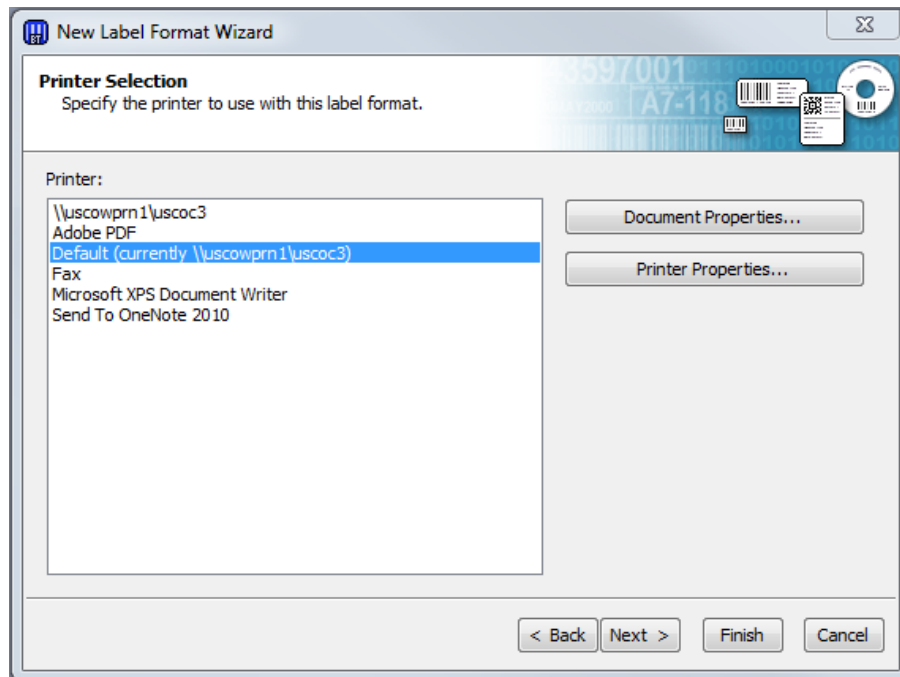 New Label Format Wizard
Printer Selection
Specify the printer to use with this label format.
3597001
A7-118
Printer:
\\uscowprn1\uscoc3
Adobe PDF
Default (currently \\uscowprn1\uscoc3)
Fax
Microsoft XPS Document Writer
Send To OneNote 2010
Document Properties...
Printer Properties...
< Back
Next >
Finish
Cancel